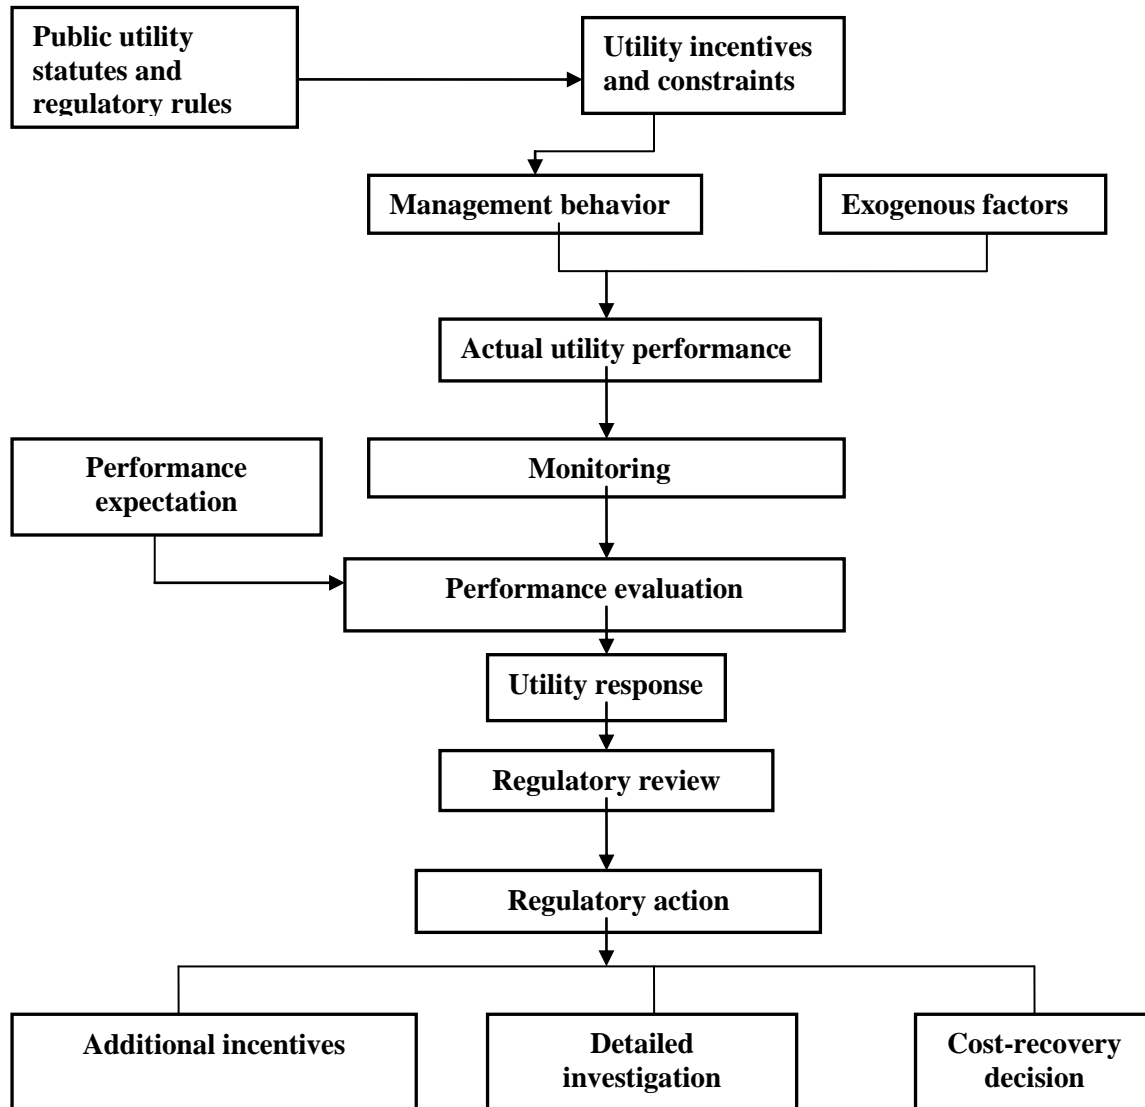 Public utility
statutes and
regulatory rules
Utility incentives
and constraints
Management behavior
Exogenous factors
Actual utility performance
Performance
expectation
Monitoring
Performance evaluation
Utility response
Regulatory review
Regulatory action
Additional incentives
Detailed
investigation
Cost-recovery
decision